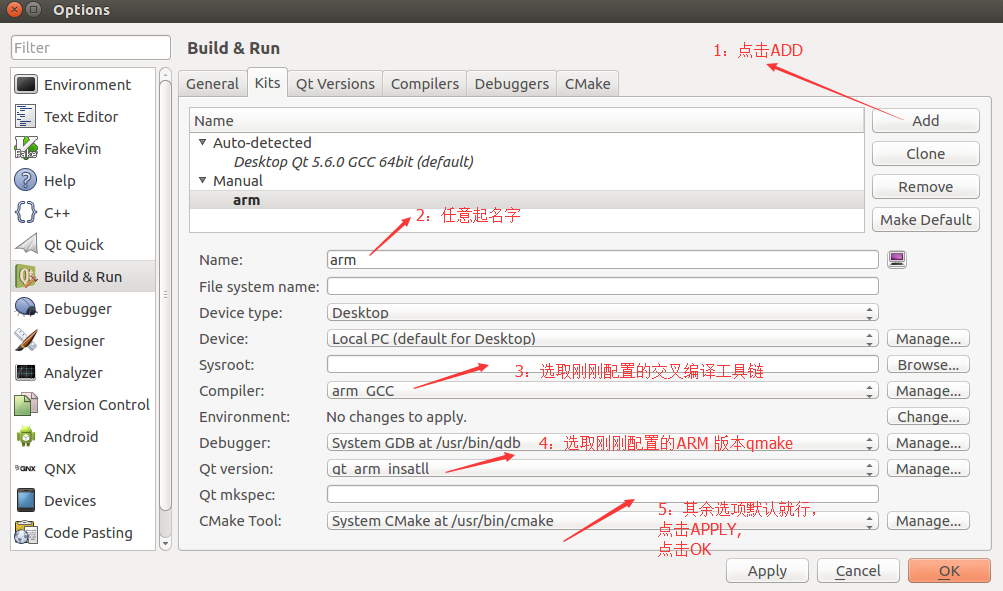 Options
Filter
Build & Run
1：点击ADD
Environment
Text Editor
FakeVim
Help
C++
Qt Quick
Build & Run
Debugger
Designer
Analyzer
Version Control
Android
QNX
Devices
Code Pasting
General Kits Qt Versions Compilers Debuggers CMake
Name
Auto-detected
Desktop Qt 5.6.0 GCC 64bit (default)
Manual
arm
Add
Clone
Remove
Make Default
2：任意起名字
Name: arm
File system name:
Device type: Desktop
Device: Local PC (default for Desktop) Manage...
Sysroot: Browse...
3：选取刚刚配置的交叉编译工具链
Compiler: arm_GCC Manage...
Environment: No changes to apply. Change...
Debugger: System GDB at /usr/bin/gdb Manage...
4：选取刚刚配置的ARM 版本qmake
Qt version: qt_arm_insatll Manage...
Qt mkspec:
CMake Tool: System CMake at /usr/bin/cmake Manage...
5：其余选项默认就行，
点击APPLY，
点击OK
Apply Cancel OK